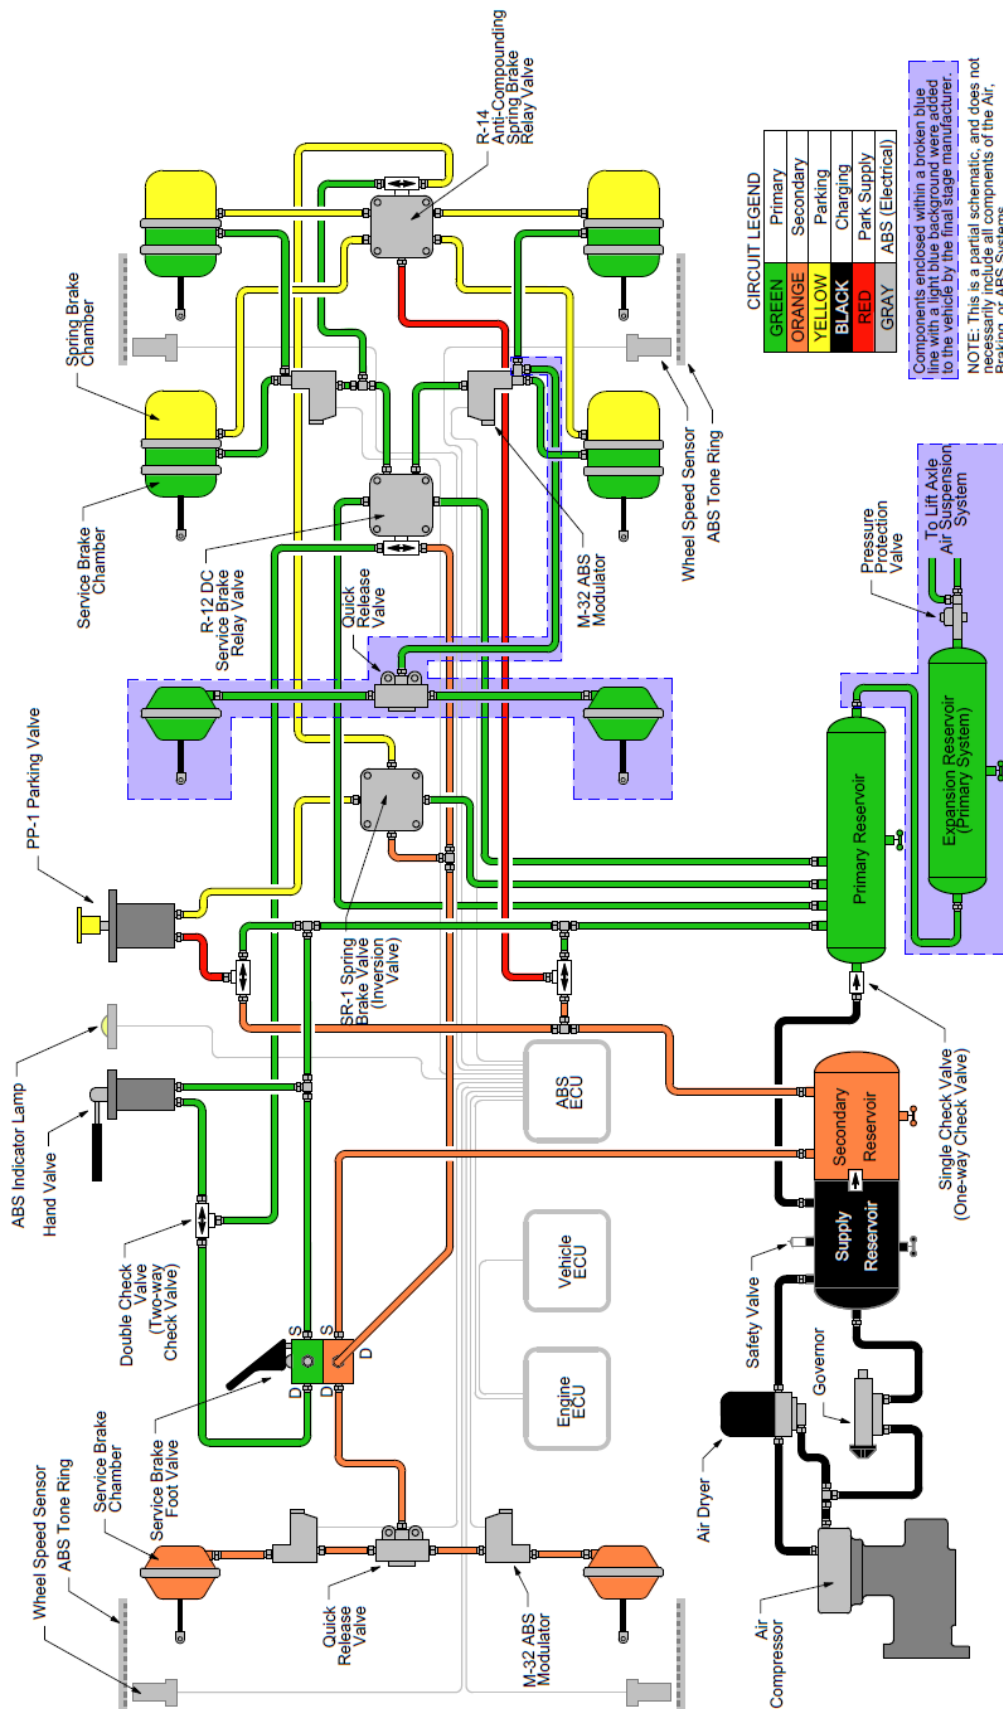 Wheel Speed Sensor
ABS Tone Ring
Service Brake
Chamber
Service Brake
Foot Valve
Double Check
Valve
(Two-way
Check Valve)
Hand Valve
ABS Indicator Lamp
PP-1 Parking Valve
SR-1 Spring
Brake Valve
(Inversion
Valve)
Service Brake
Chamber
Spring Brake
Chamber
R-12 DC
Service Brake
Relay Valve
Quick
Release
Valve
R-14
Anti-Compounding
Spring Brake
Relay Valve
D
S
D
S
D
Quick
Release
Valve
M-32 ABS
Modulator
Engine
ECU
Vehicle
ECU
ABS
ECU
M-32 ABS
Modulator
Wheel Speed Sensor
ABS Tone Ring
Air
Compressor
Air Dryer
Governor
Safety Valve
Supply
Reservoir
Secondary
Reservoir
Single Check Valve
(One-way Check Valve)
Primary Reservoir
Expansion Reservoir
(Primary System)
Pressure
Protection
Valve
To Lift Axle
Air Suspension
System
CIRCUIT LEGEND
GREEN Primary
ORANGE Secondary
YELLOW Parking
BLACK Charging
RED Park Supply
GRAY ABS (Electrical)
Components enclosed within a broken blue
line with a light blue background were added
to the vehicle by the final stage manufacturer.
NOTE: This is a partial schematic, and does not
necessarily include all components of the Air,
Braking, or ABS Systems